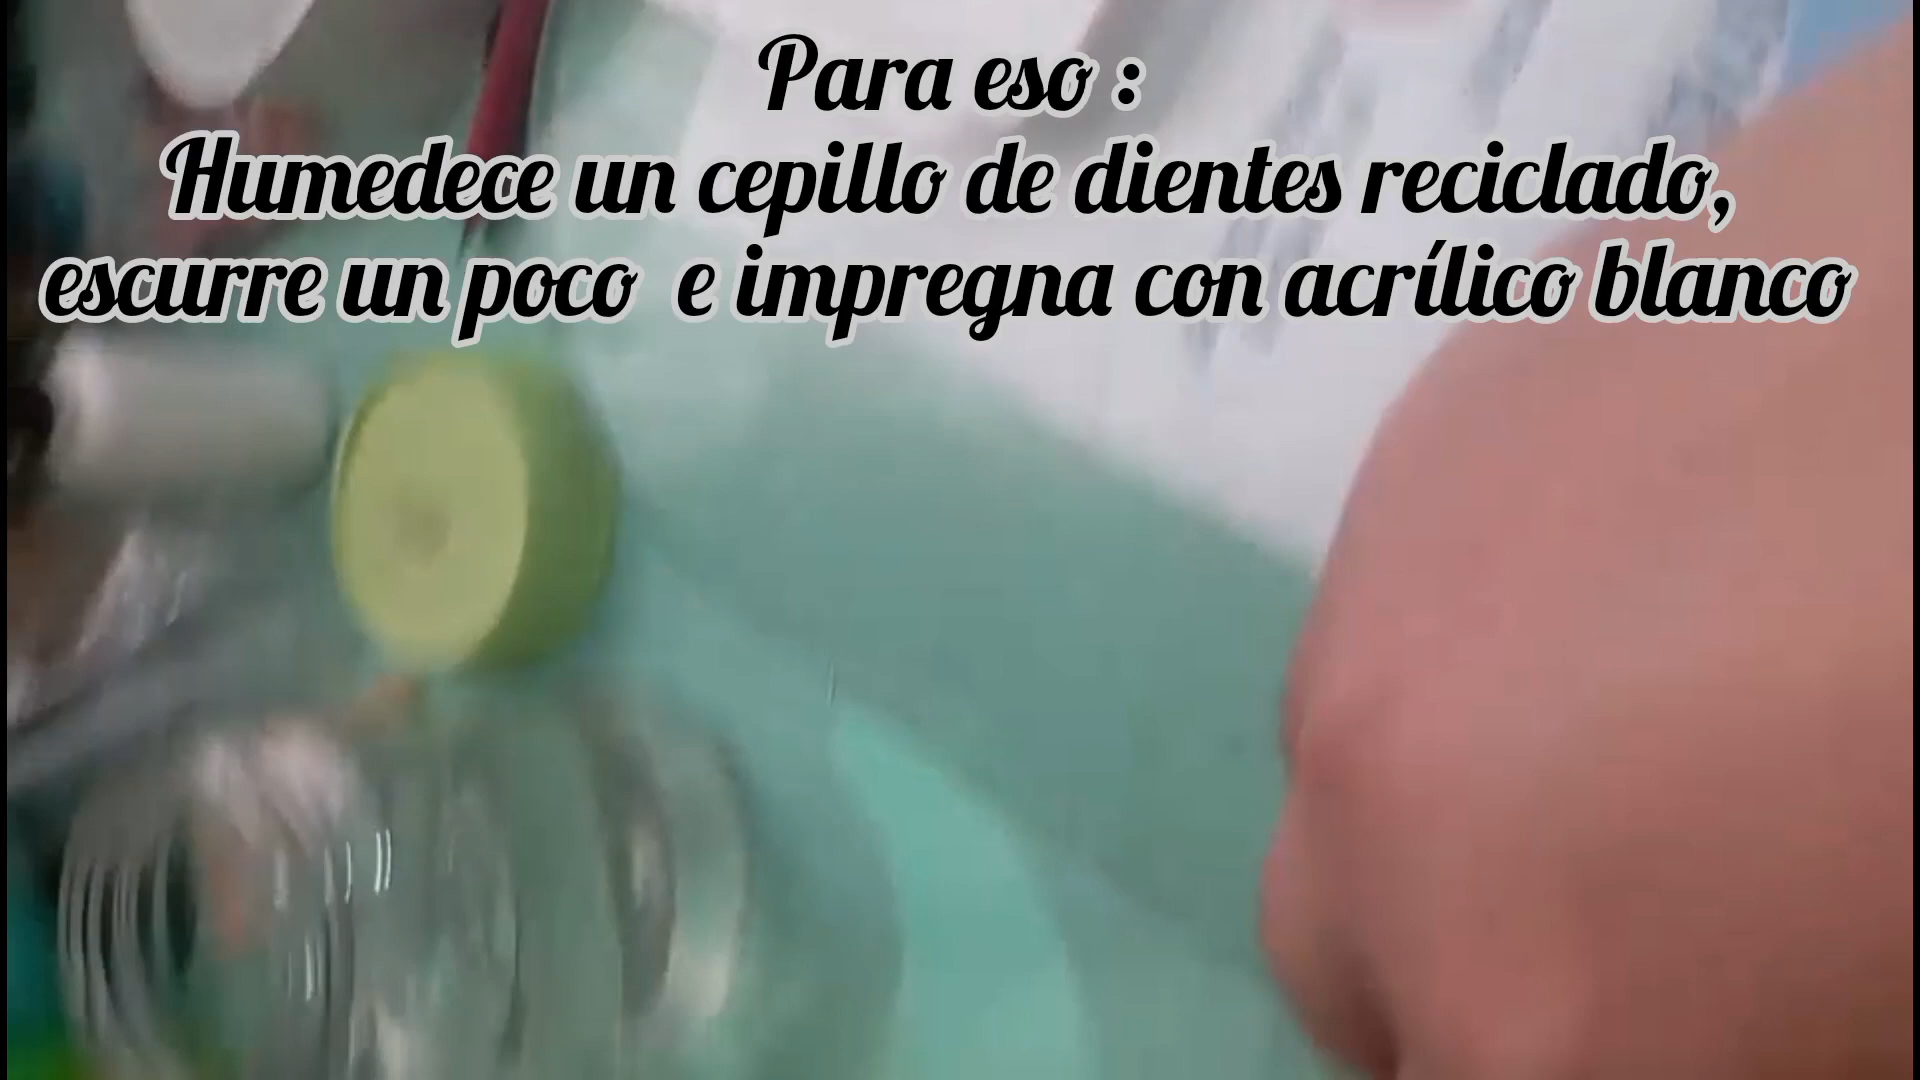 Para eso :
Humedece un cepillo de dientes reciclado,
escurre un poco e impregna con acrílico blanco